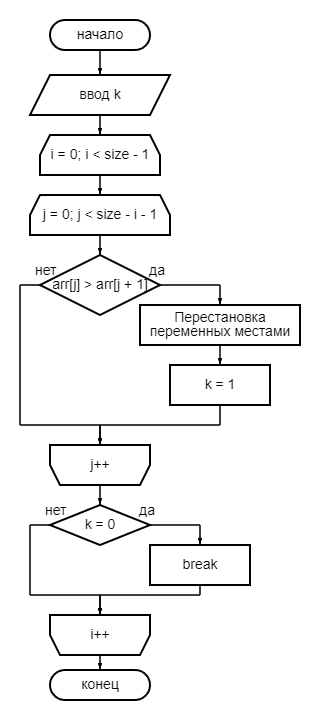 начало
ввод k
i = 0; i < size - 1
j = 0; j < size - i - 1
нет
да
arr[j] > arr[j + 1]
Перестановка
переменных местами
k = 1
j++
нет
да
k = 0
break
i++
конец